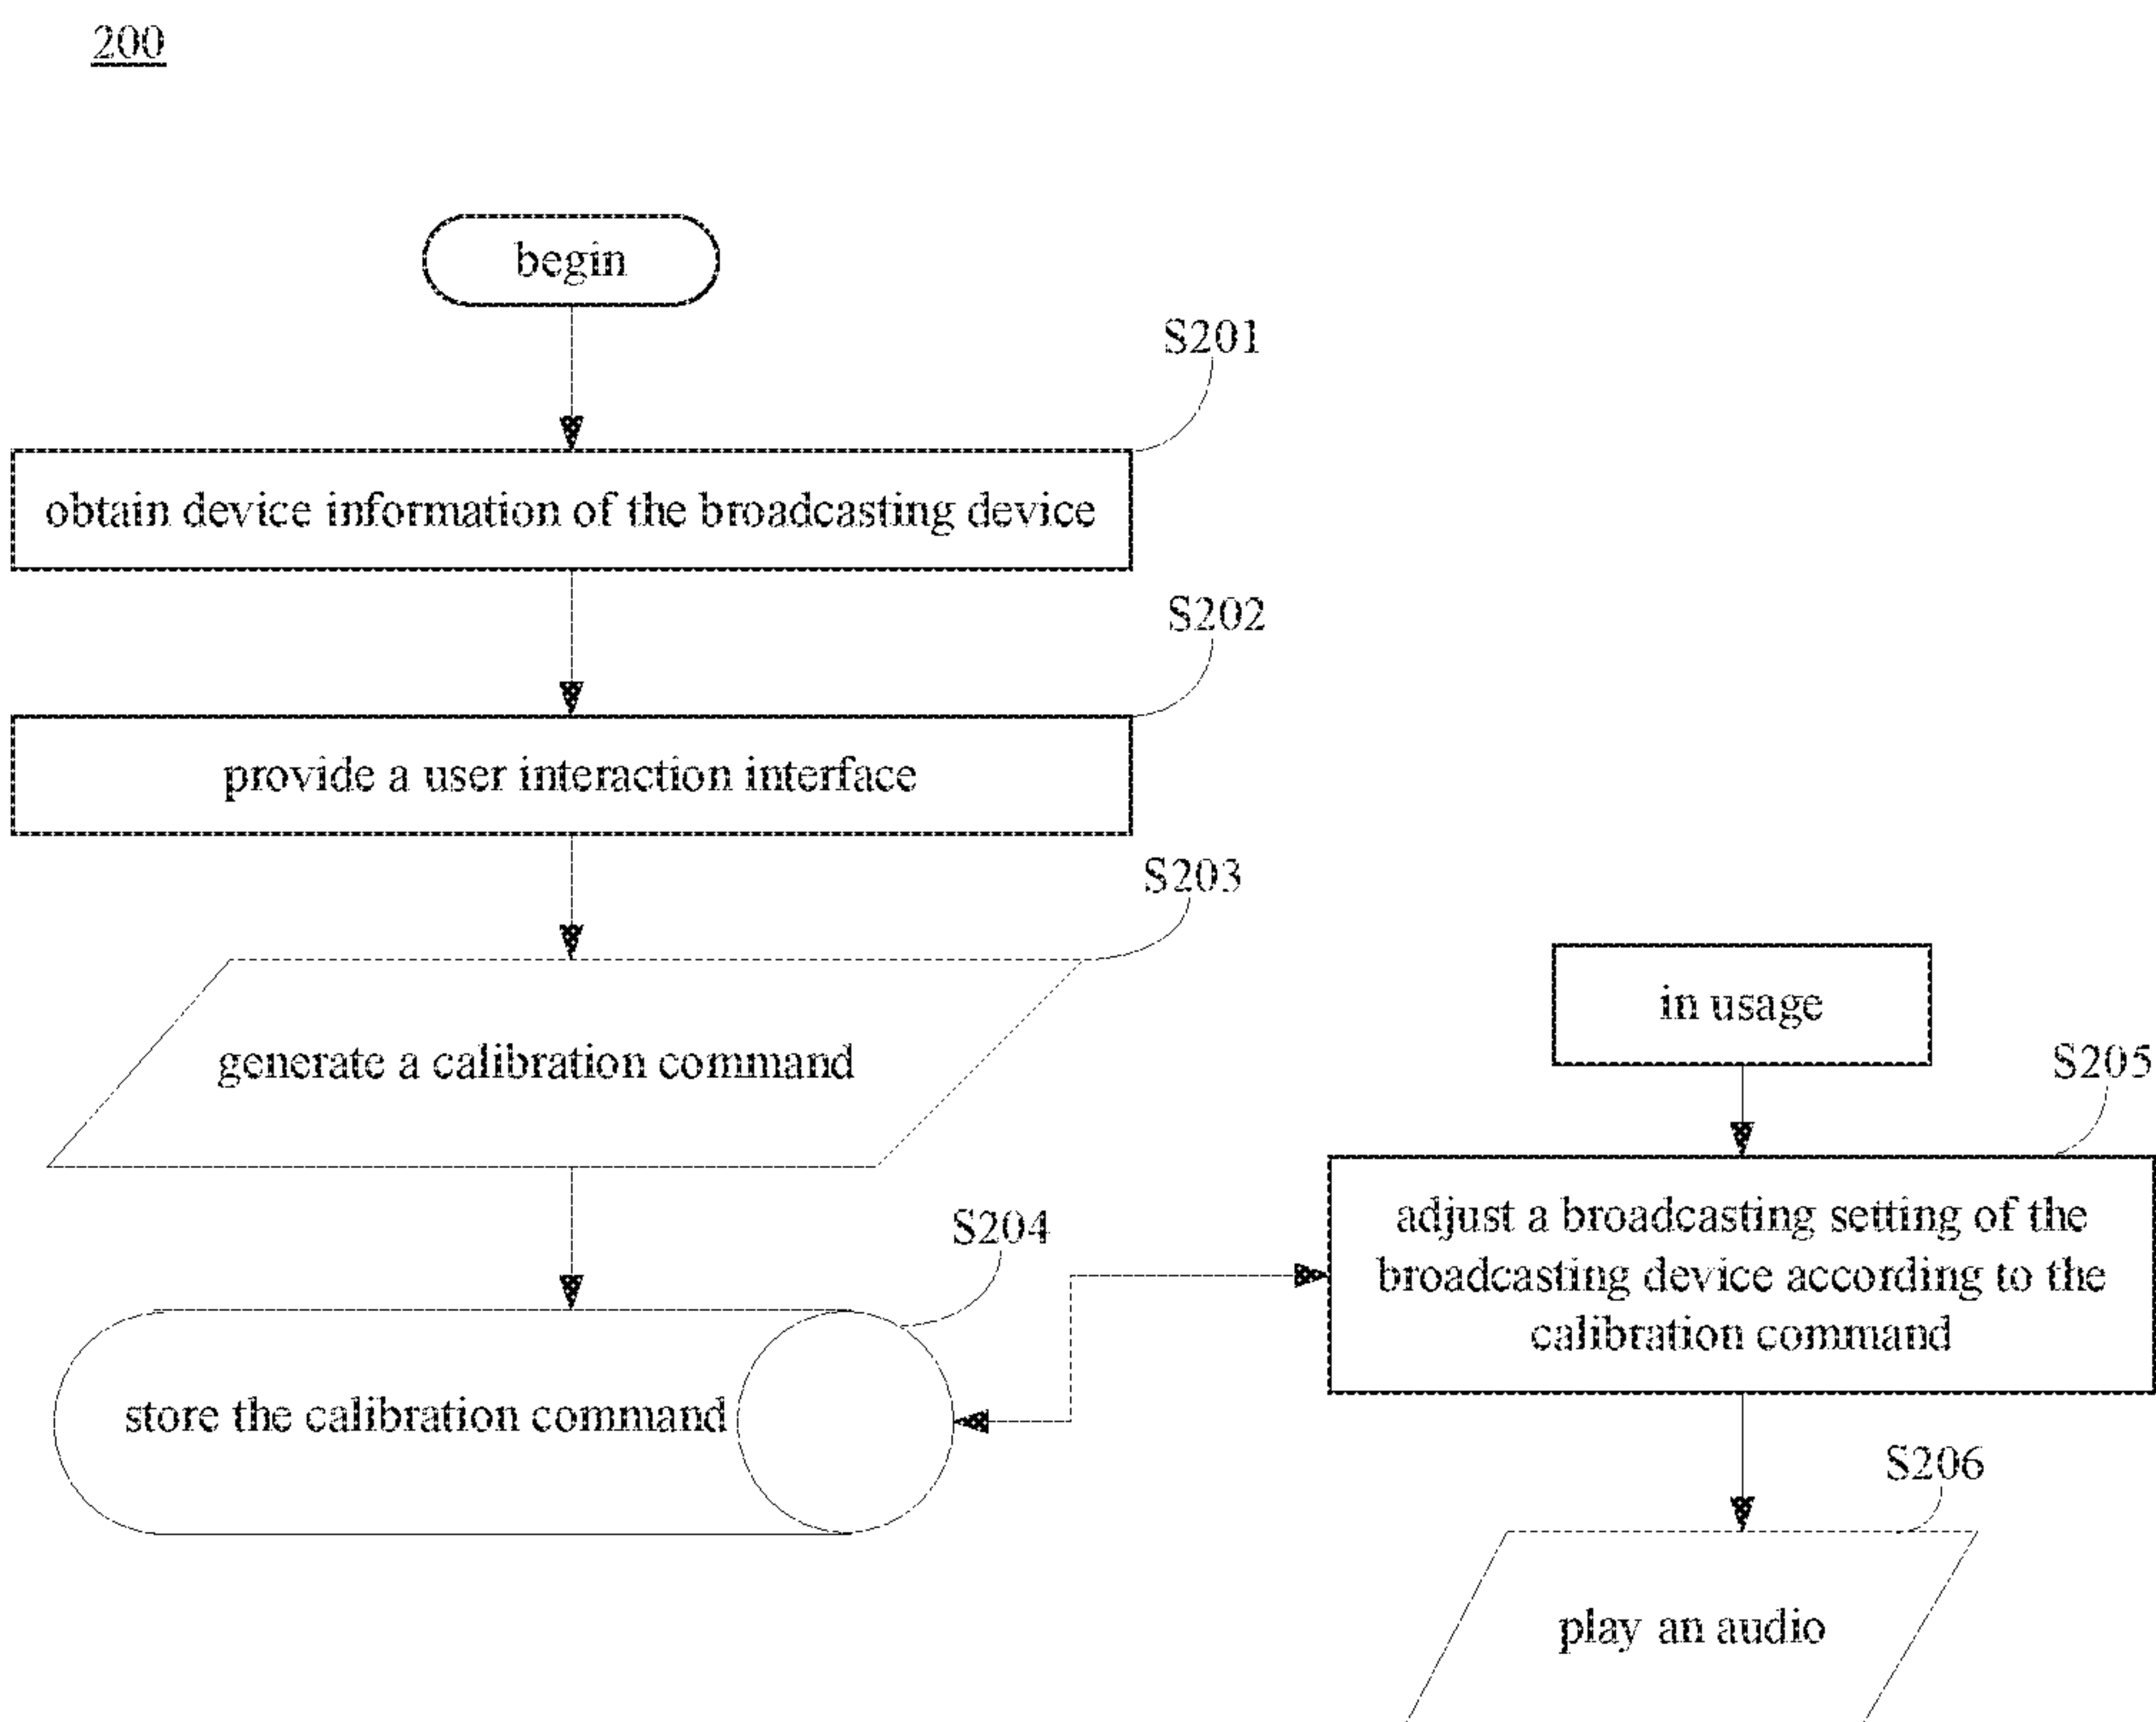 200
begin
S201
obtain device information of the broadcasting device
S202
provide a user interaction interface
S203
generate a calibration command
S204
store the calibration command
in usage
S205
adjust a broadcasting setting of the
broadcasting device according to the
calibration command
S206
play an audio